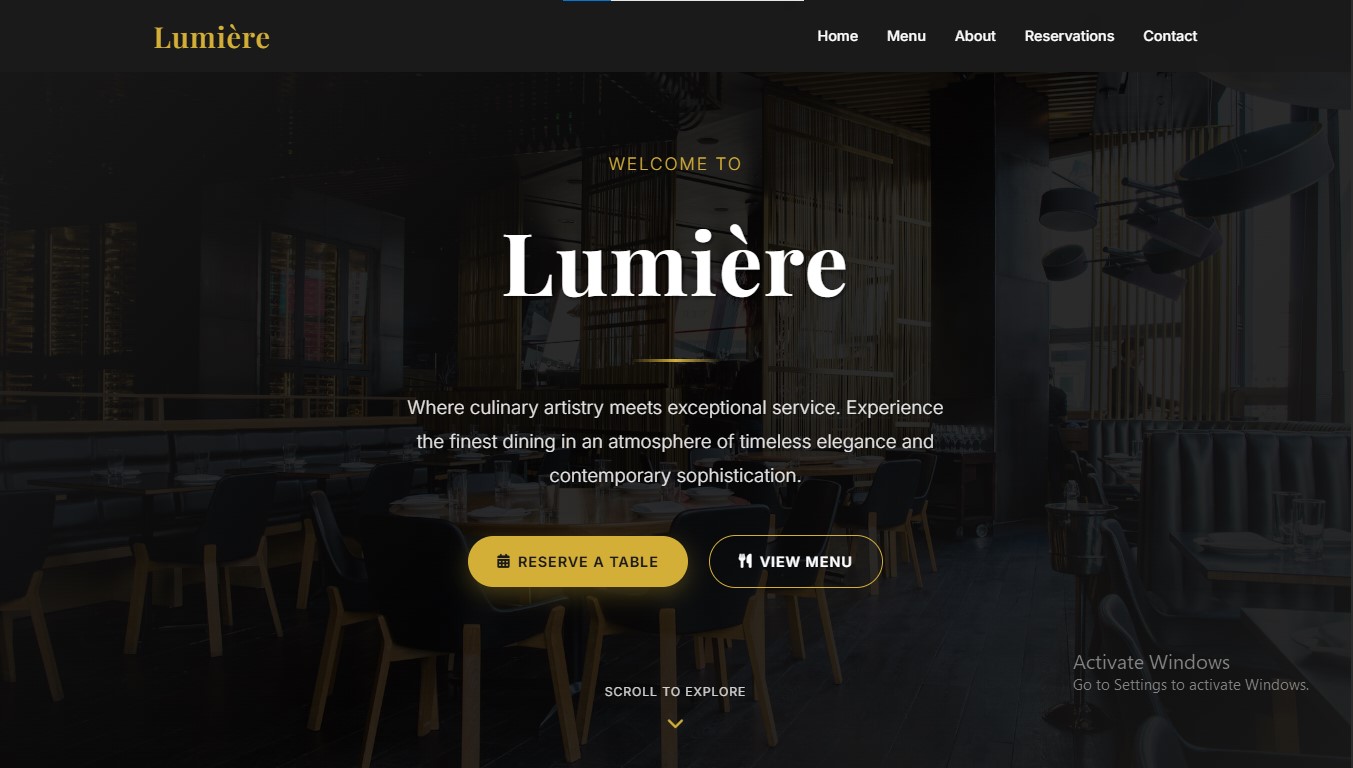 Lumière
Home Menu About Reservations Contact
WELCOME TO
Lumière
Where culinary artistry meets exceptional service. Experience
the finest dining in an atmosphere of timeless elegance and
contemporary sophistication.
RESERVE A TABLE
VIEW MENU
SCROLL TO EXPLORE
Activate Windows
Go to Settings to activate Windows.